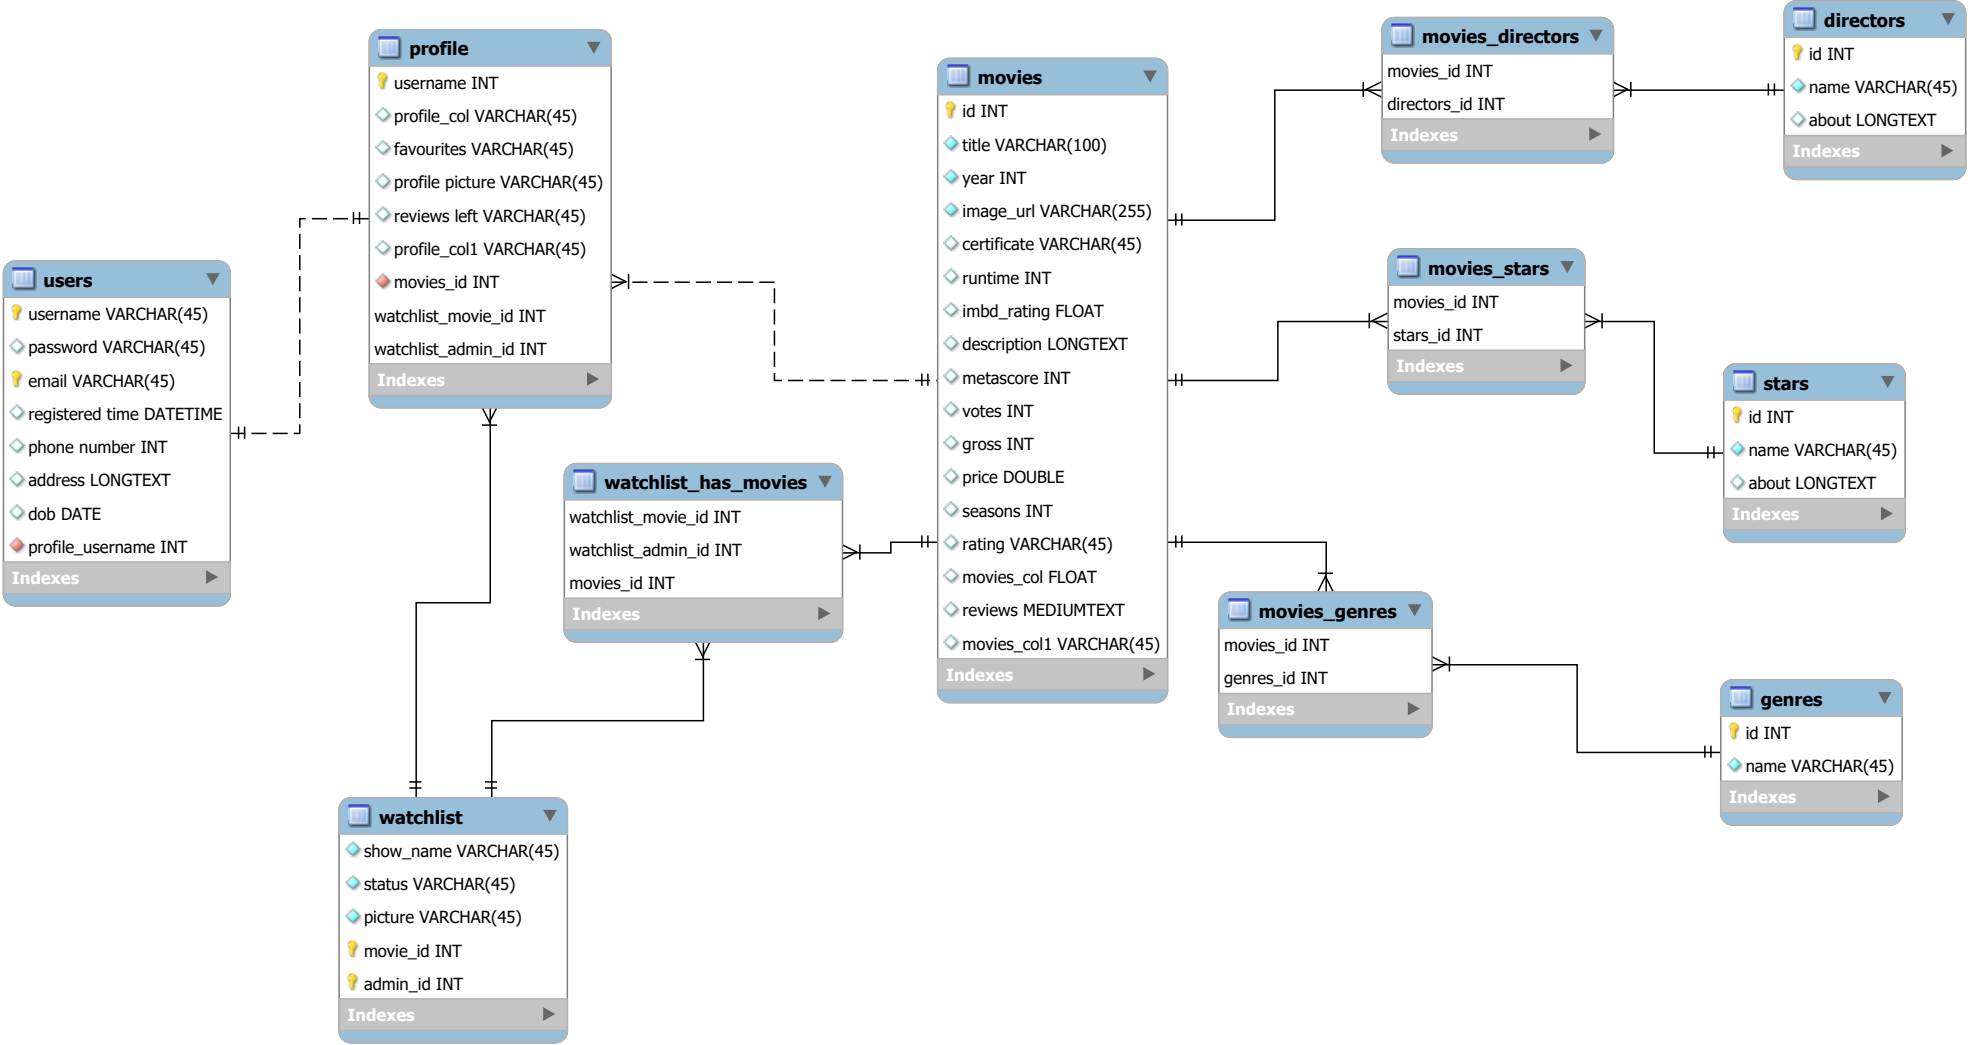 users
username VARCHAR(45)
password VARCHAR(45)
email VARCHAR(45)
registered time DATETIME
phone number INT
address LONGTEXT
dob DATE
profile_username INT
Indexes
profile
username INT
profile_col VARCHAR(45)
favourites VARCHAR(45)
profile picture VARCHAR(45)
reviews left VARCHAR(45)
profile_col1 VARCHAR(45)
movies_id INT
watchlist_movie_id INT
watchlist_admin_id INT
Indexes
watchlist
show_name VARCHAR(45)
status VARCHAR(45)
picture VARCHAR(45)
movie_id INT
admin_id INT
Indexes
watchlist_has_movies
watchlist_movie_id INT
watchlist_admin_id INT
movies_id INT
Indexes
movies
id INT
title VARCHAR(100)
year INT
image_url VARCHAR(255)
certificate VARCHAR(45)
runtime INT
imbd_rating FLOAT
description LONGTEXT
metascore INT
votes INT
gross INT
price DOUBLE
seasons INT
rating VARCHAR(45)
movies_col FLOAT
reviews MEDIUMTEXT
movies_col1 VARCHAR(45)
Indexes
movies_directors
movies_id INT
directors_id INT
Indexes
directors
id INT
name VARCHAR(45)
about LONGTEXT
Indexes
movies_stars
movies_id INT
stars_id INT
Indexes
stars
id INT
name VARCHAR(45)
about LONGTEXT
Indexes
movies_genres
movies_id INT
genres_id INT
Indexes
genres
id INT
name VARCHAR(45)
Indexes